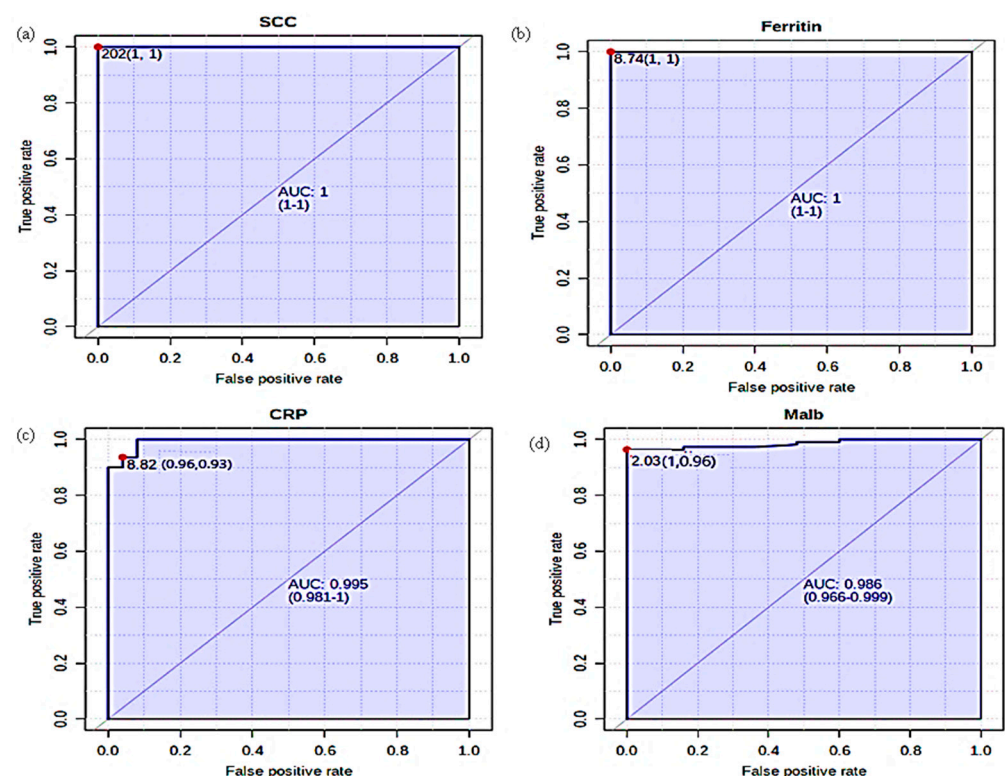 (a)
SCC
1.0
0.8
0.6
0.4
0.2
0.0
True positive rate
202(1, 1)
AUC: 1
(1-1)
0.0 0.2 0.4 0.6 0.8 1.0
False positive rate
(b)
Ferritin
1.0
0.8
0.6
0.4
0.2
0.0
True positive rate
8.74(1, 1)
AUC: 1
(1-1)
0.0 0.2 0.4 0.6 0.8 1.0
False positive rate
(c)
CRP
1.0
0.8
0.6
0.4
0.2
0.0
True positive rate
8.82 (0.96,0.93)
AUC: 0.995
(0.981-1)
0.0 0.2 0.4 0.6 0.8 1.0
False positive rate
(d)
Malb
1.0
0.8
0.6
0.4
0.2
0.0
True positive rate
2.03(1,0.96)
AUC: 0.986
(0.966-0.999)
0.0 0.2 0.4 0.6 0.8 1.0
False positive rate